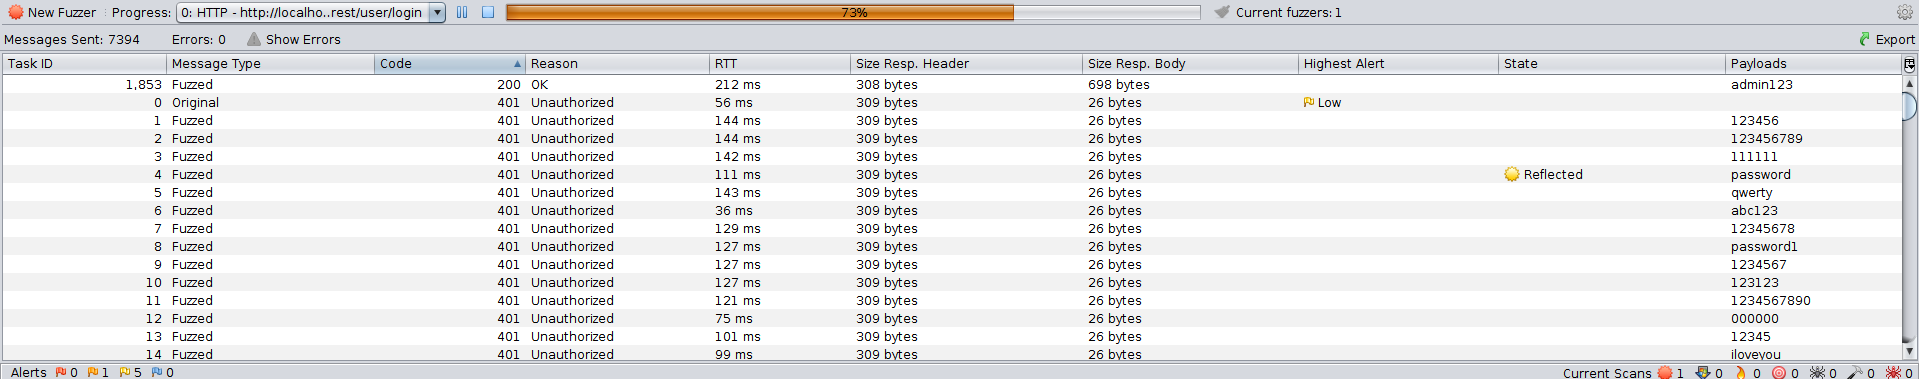 New Fuzzer Progress: 0: HTTP - http://localho..rest/user/login 73% Current fuzzers: 1
Messages Sent: 7394 Errors: 0 Show Errors Export
Task ID Message Type Code Reason RTT Size Resp. Header Size Resp. Body Highest Alert State Payloads
1,853 Fuzzed 200 OK 212 ms 308 bytes 698 bytes admin123
0 Original 401 Unauthorized 56 ms 309 bytes 26 bytes Low
1 Fuzzed 401 Unauthorized 144 ms 309 bytes 26 bytes 123456
2 Fuzzed 401 Unauthorized 144 ms 309 bytes 26 bytes 123456789
3 Fuzzed 401 Unauthorized 142 ms 309 bytes 26 bytes 111111
4 Fuzzed 401 Unauthorized 111 ms 309 bytes 26 bytes Reflected password
5 Fuzzed 401 Unauthorized 143 ms 309 bytes 26 bytes qwerty
6 Fuzzed 401 Unauthorized 36 ms 309 bytes 26 bytes abc123
7 Fuzzed 401 Unauthorized 129 ms 309 bytes 26 bytes 12345678
8 Fuzzed 401 Unauthorized 127 ms 309 bytes 26 bytes password1
9 Fuzzed 401 Unauthorized 127 ms 309 bytes 26 bytes 1234567
10 Fuzzed 401 Unauthorized 127 ms 309 bytes 26 bytes 123123
11 Fuzzed 401 Unauthorized 121 ms 309 bytes 26 bytes 1234567890
12 Fuzzed 401 Unauthorized 75 ms 309 bytes 26 bytes 000000
13 Fuzzed 401 Unauthorized 101 ms 309 bytes 26 bytes 12345
14 Fuzzed 401 Unauthorized 99 ms 309 bytes 26 bytes iloveyou
Alerts 0 1 5 0 Current Scans 1 0 0 0 0 0 0